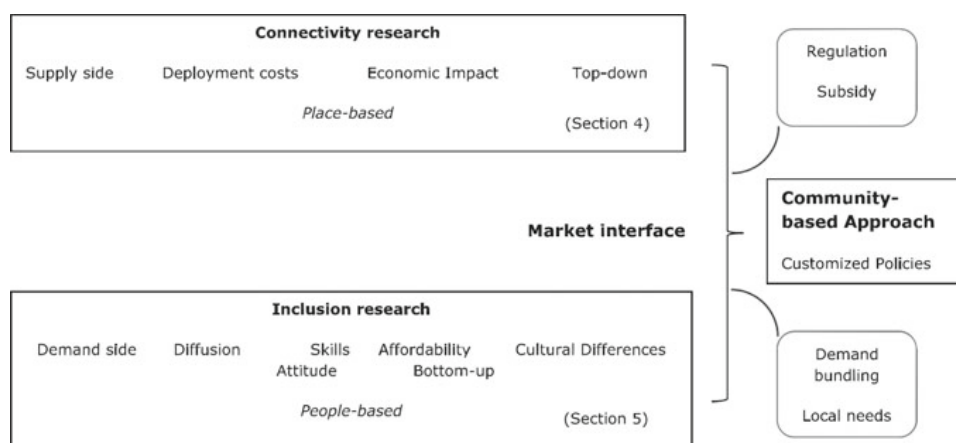 Connectivity research
Supply side Deployment costs Economic Impact Top-down
Place-based
(Section 4)
Regulation
Subsidy
Market interface
Community-
based Approach
Customized Policies
Inclusion research
Demand side Diffusion Skills Affordability Cultural Differences
Attitude Bottom-up
People-based
(Section 5)
Demand
bundling
Local needs